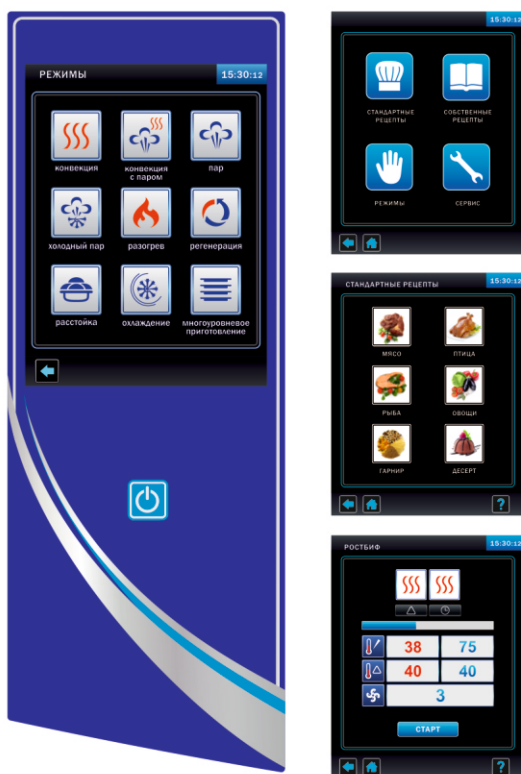 РЕЖИМЫ
15:30:12
конвекция
конвекция
с паром
пар
холодный пар
разогрев
регенерация
расстойка
охлаждение
многоуровневое
приготовление
15:30:12
СТАНДАРТНЫЕ
РЕЦЕПТЫ
СОБСТВЕННЫЕ
РЕЦЕПТЫ
РЕЖИМЫ
СЕРВИС
СТАНДАРТНЫЕ РЕЦЕПТЫ
15:30:12
МЯСО
ПТИЦА
РЫБА
ОВОЩИ
ГАРНИР
ДЕСЕРТ
?
РОСТБИФ
15:30:12
38 75
40 40
3
СТАРТ
?